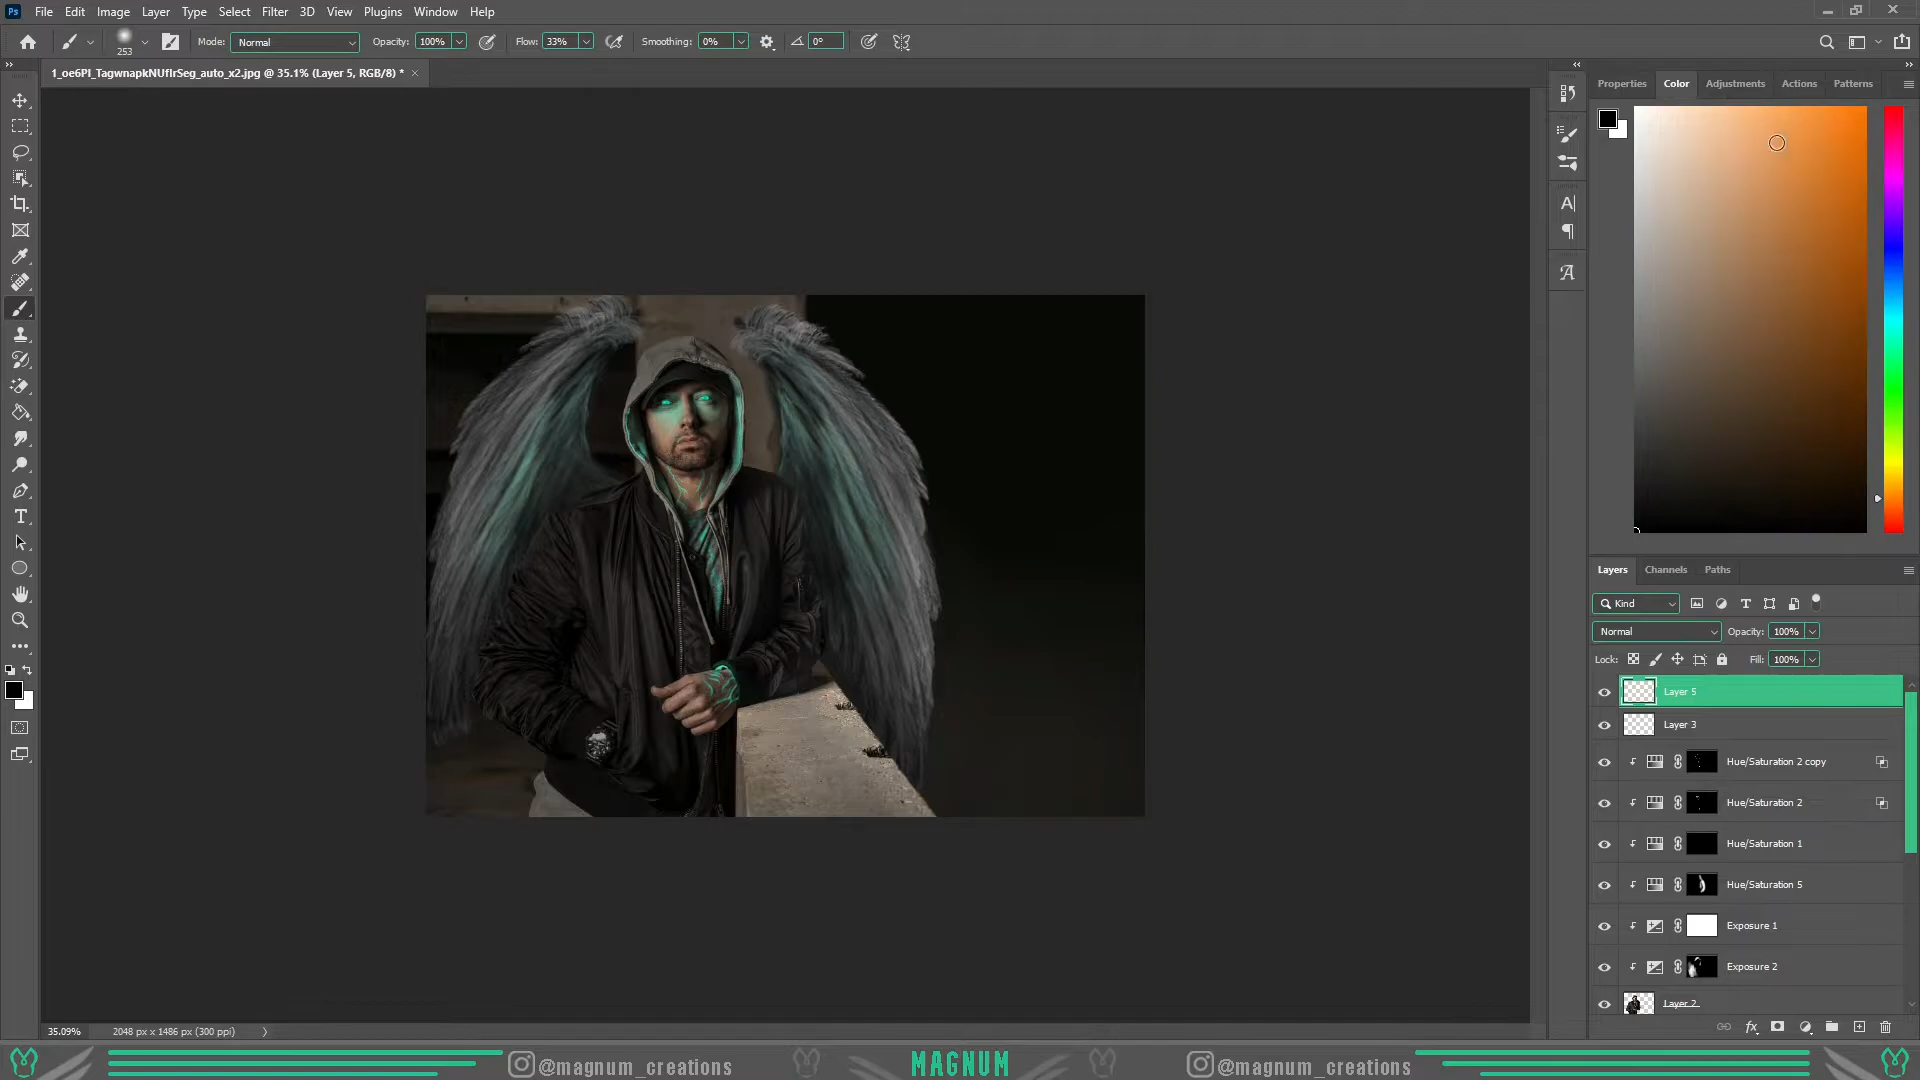 Ps File Edit Image Layer Type Select Filter 3D View Plugins Window Help
253 Mode: Normal Opacity: 100% Flow: 33% Smoothing: 0% 0°
1_oe6PI_TagwnapkNUfIrSeg_auto_x2.jpg @ 35.1% (Layer 5, RGB/8) *
Properties Color Adjustments Actions Patterns
Layers Channels Paths
Kind
Normal Opacity: 100%
Lock: Fill: 100%
Layer 5
Layer 3
Hue/Saturation 2 copy
Hue/Saturation 2
Hue/Saturation 1
Hue/Saturation 5
Exposure 1
Exposure 2
Layer 2
35.09% 2048 px x 1486 px (300 ppi)
@magnum_creations MAGNUM @magnum_creations